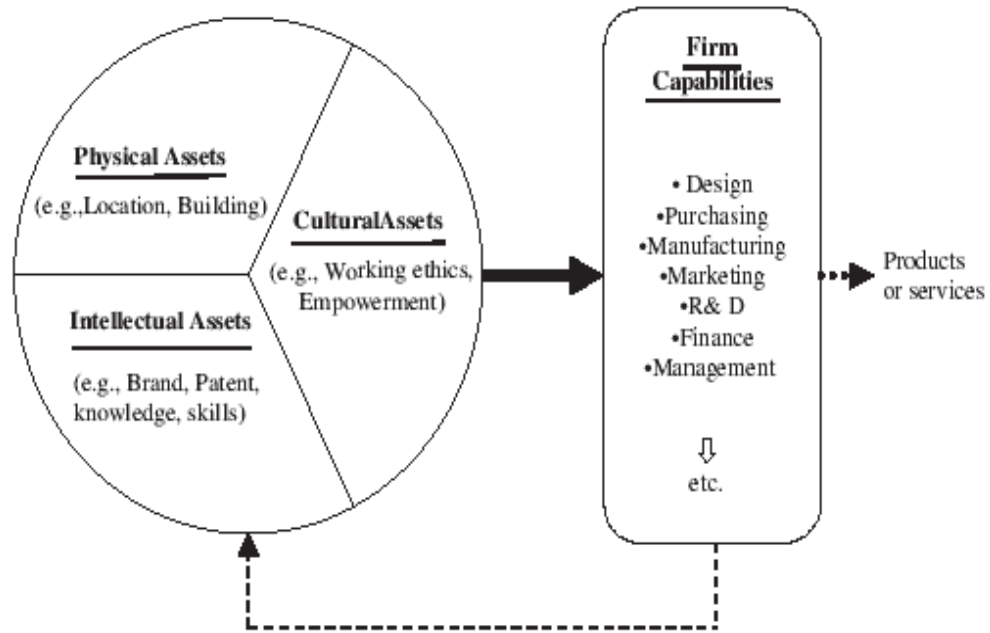 Physical Assets
(e.g.,Location, Building)
CulturalAssets
(e.g., Working ethics,
Empowerment)
Intellectual Assets
(e.g., Brand, Patent,
knowledge, skills)
Firm
Capabilities
• Design
•Purchasing
•Manufacturing
•Marketing
•R& D
•Finance
•Management
etc.
Products
or services